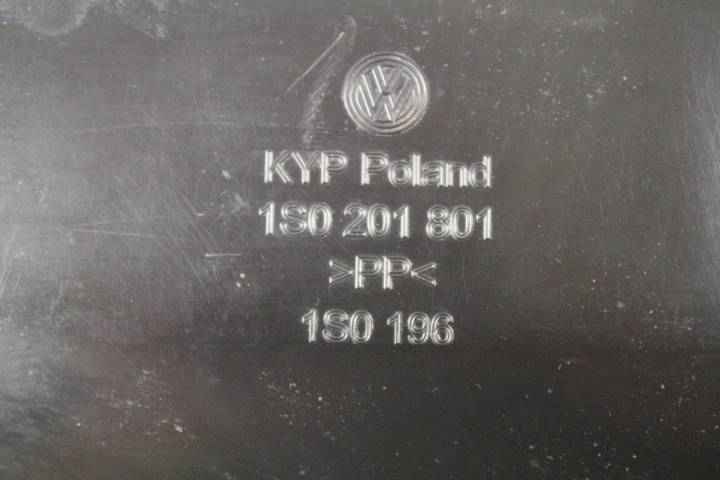 KYP Poland
1S0 201 801
>PP<
1S0 196